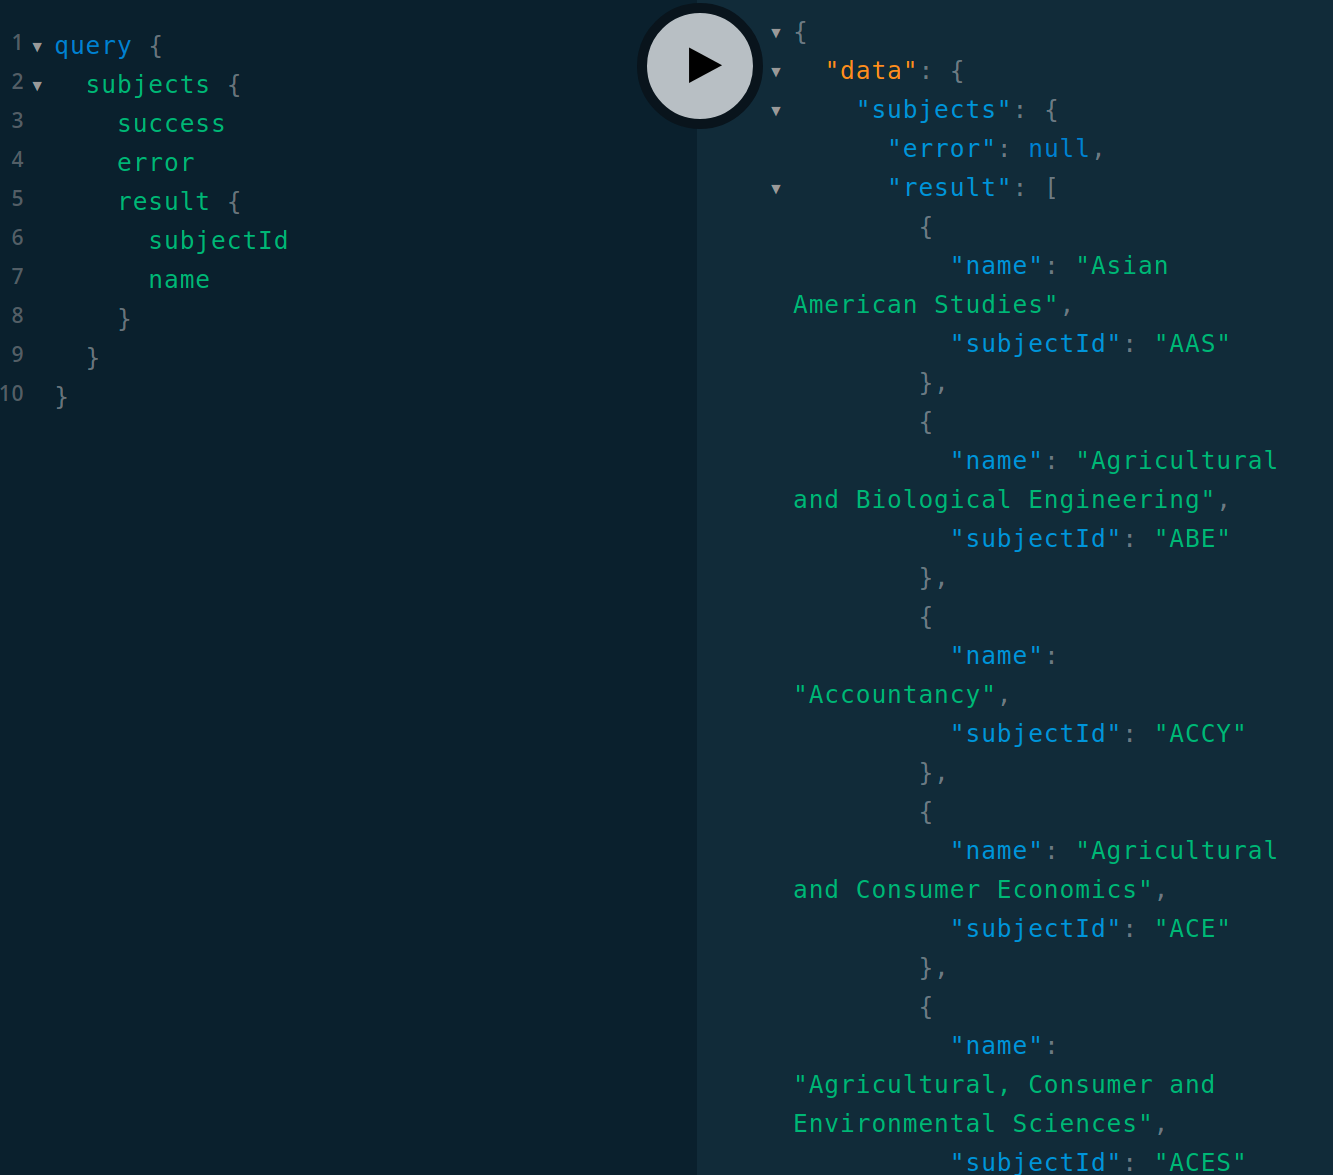 1 query {
2 subjects {
3 success
4 error
5 result {
6 subjectId
7 name
8 }
9 }
10 }
{
"data": {
"subjects": {
"error": null,
"result": [
{
"name": "Asian
American Studies",
"subjectId": "AAS"
},
{
"name": "Agricultural
and Biological Engineering",
"subjectId": "ABE"
},
{
"name":
"Accountancy",
"subjectId": "ACCY"
},
{
"name": "Agricultural
and Consumer Economics",
"subjectId": "ACE"
},
{
"name":
"Agricultural, Consumer and
Environmental Sciences",
"subjectId": "ACES"